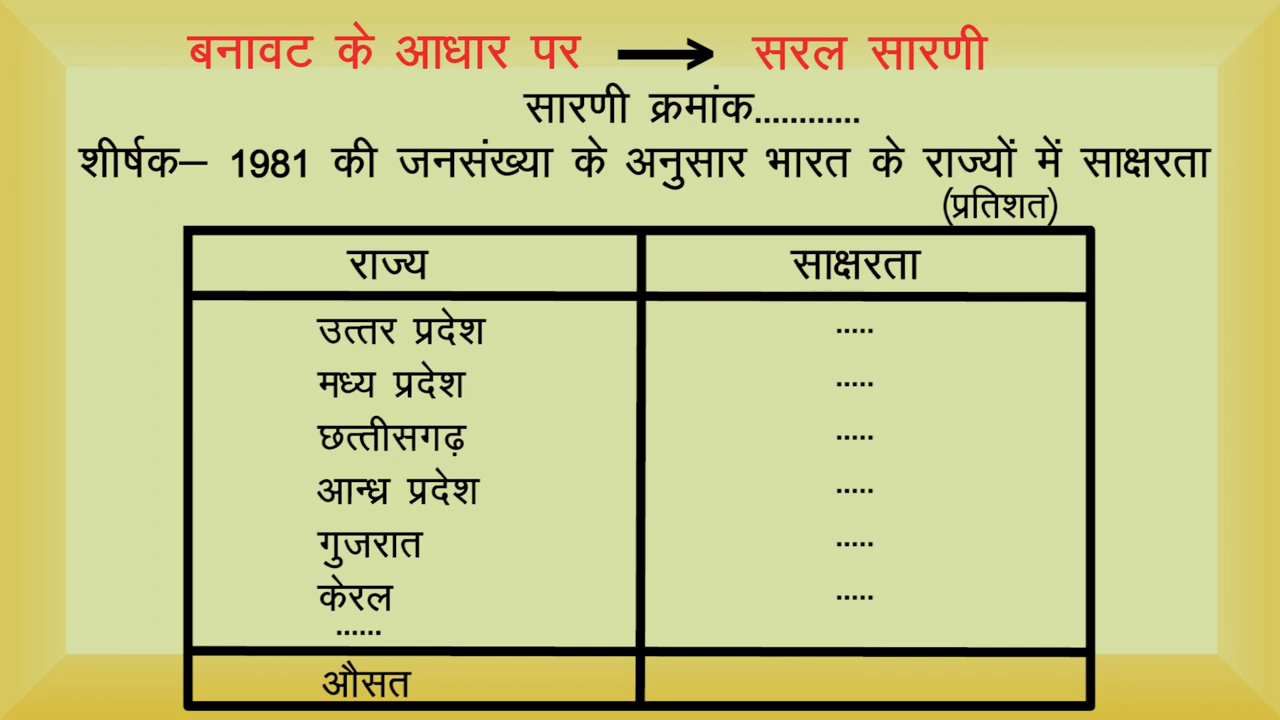 बनावट के आधार पर → सरल सारणी
सारणी क्रमांक............
शीर्षक– 1981 की जनसंख्या के अनुसार भारत के राज्यों में साक्षरता
(प्रतिशत)
राज्य साक्षरता
उत्तर प्रदेश .....
मध्य प्रदेश .....
छत्तीसगढ़ .....
आन्ध्र प्रदेश .....
गुजरात .....
केरल .....
......
औसत